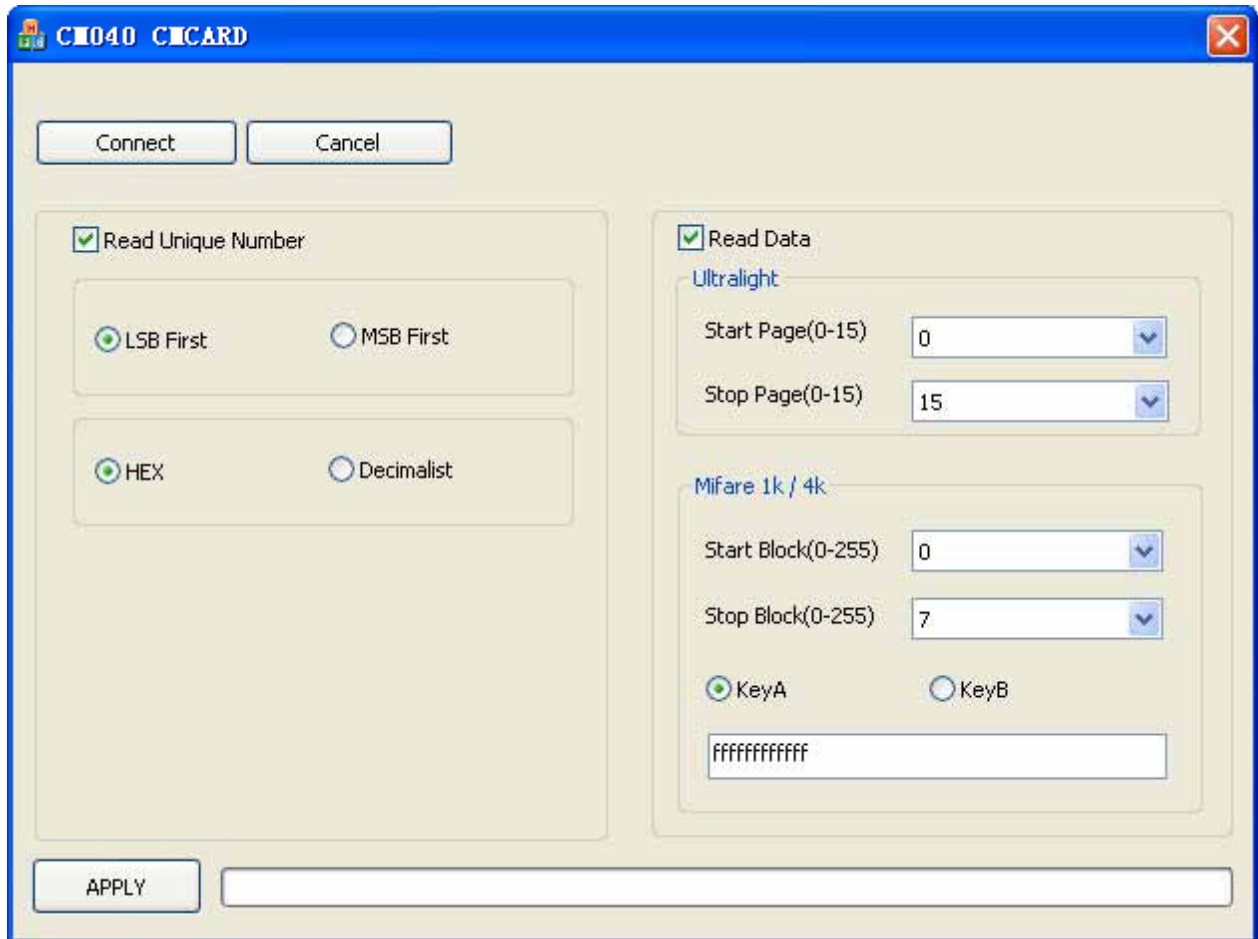 CM040 CMCARD
Connect
Cancel
Read Unique Number
LSB First
MSB First
HEX
Decimalist
Read Data
Ultralight
Start Page(0-15)
0
Stop Page(0-15)
15
Mifare 1k / 4k
Start Block(0-255)
0
Stop Block(0-255)
7
KeyA
KeyB
ffffffffffff
APPLY